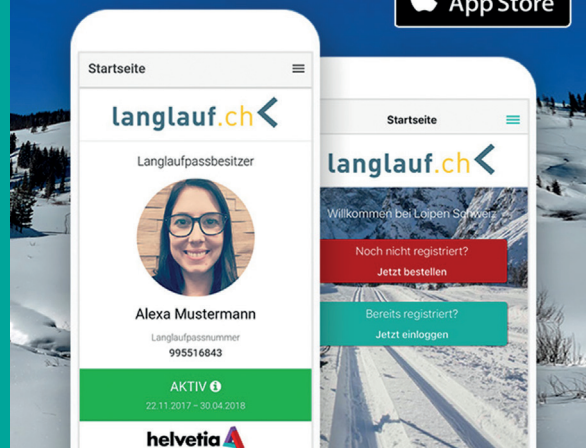 App Store
Startseite
langlauf.ch
Langlaufpassbesitzer
Alexa Mustermann
Langlaufpassnummer
995516843
AKTIV
22.11.2017 – 30.04.2018
helvetia
Startseite
langlauf.ch
Willkommen bei Loipen Schweiz
Noch nicht registriert?
Jetzt bestellen
Bereits registriert?
Jetzt einloggen